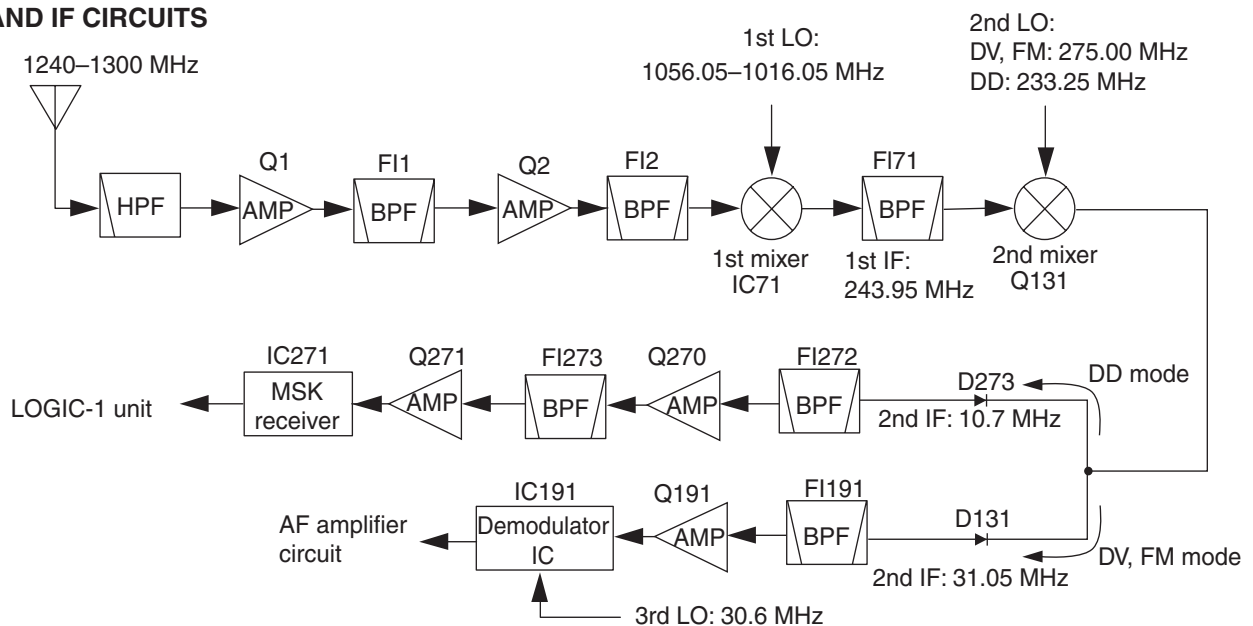 AND IF CIRCUITS
1240–1300 MHz
1st LO:
1056.05–1016.05 MHz
2nd LO:
DV, FM: 275.00 MHz
DD: 233.25 MHz
HPF
Q1
AMP
FI1
BPF
Q2
AMP
FI2
BPF
1st mixer
IC71
FI71
BPF
1st IF:
243.95 MHz
2nd mixer
Q131
LOGIC-1 unit
IC271
MSK
receiver
Q271
AMP
FI273
BPF
Q270
AMP
FI272
BPF
D273
2nd IF: 10.7 MHz
DD mode
AF amplifier
circuit
IC191
Demodulator
IC
Q191
AMP
FI191
BPF
D131
2nd IF: 31.05 MHz
DV, FM mode
3rd LO: 30.6 MHz